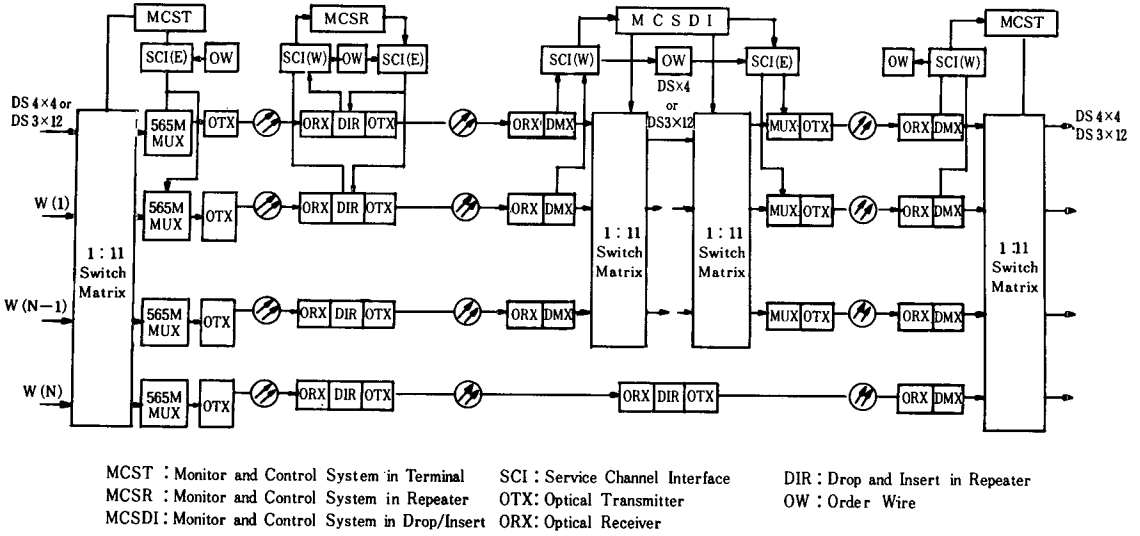 MCST MCSR M C S D I MCST
SCI(E) OW SCI(W) OW SCI(E) SCI(W) OW SCI(E) OW SCI(W)
DS 4×4 or
DS 3×12
565M
MUX
OTX ORX DIR OTX ORX DMX
DS×4
or
DS3×12
MUX OTX ORX DMX
DS 4×4
DS 3×12
W (1)
565M
MUX
OTX ORX DIR OTX ORX DMX MUX OTX ORX DMX
1 : 11
Switch
Matrix
1 : 11
Switch
Matrix
1 : 11
Switch
Matrix
1:11
Switch
Matrix
W (N−1)
565M
MUX
OTX ORX DIR OTX ORX DMX MUX OTX ORX DMX
W (N)
565M
MUX
OTX ORX DIR OTX ORX DIR OTX ORX DMX
MCST : Monitor and Control System in Terminal SCI : Service Channel Interface DIR : Drop and Insert in Repeater
MCSR : Monitor and Control System in Repeater OTX : Optical Transmitter OW : Order Wire
MCSDI : Monitor and Control System in Drop/Insert ORX : Optical Receiver